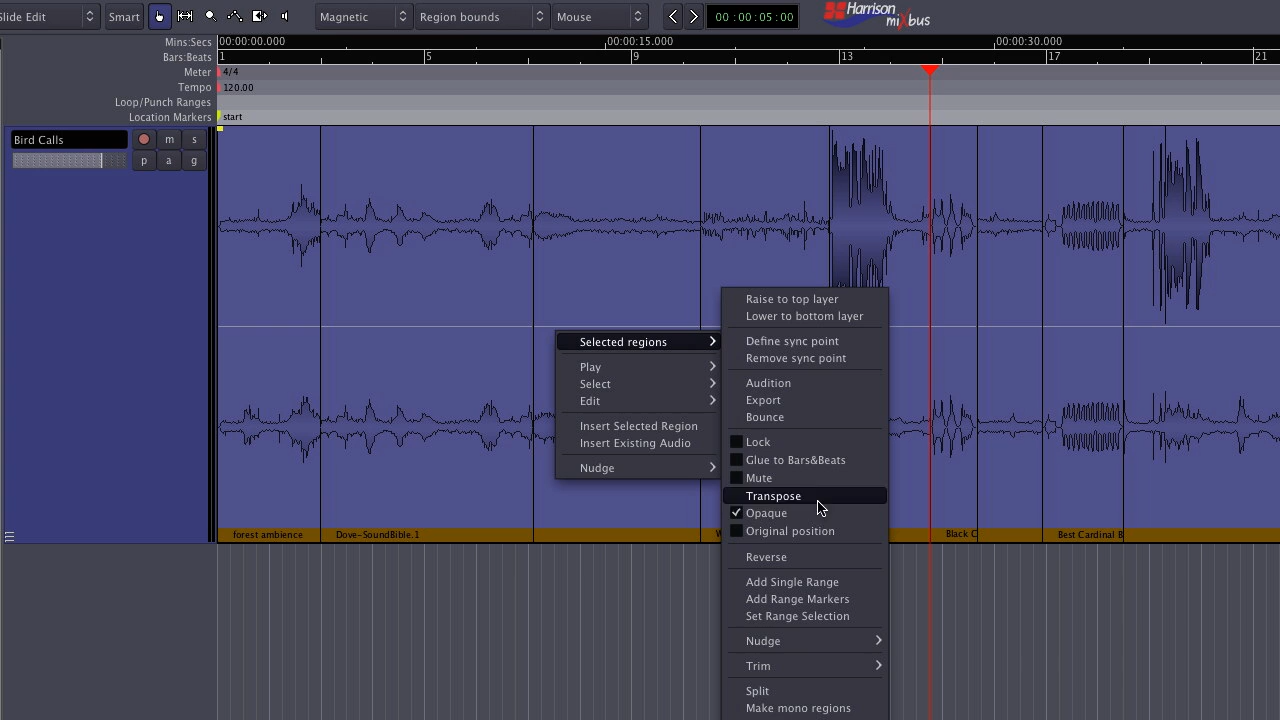 Slide Edit
Smart
Magnetic
Region bounds
Mouse
00:00:05:00
Harrison
mixbus
Mins:Secs
00:00:00.000
00:00:15.000
00:00:30.000
Bars:Beats
1
5
9
13
17
21
Meter
4/4
Tempo
120.00
Loop/Punch Ranges
Location Markers
start
Bird Calls
m
s
p
a
g
Selected regions
Play
Select
Edit
Insert Selected Region
Insert Existing Audio
Nudge
Raise to top layer
Lower to bottom layer
Define sync point
Remove sync point
Audition
Export
Bounce
Lock
Glue to Bars&Beats
Mute
Transpose
Opaque
Original position
Reverse
Add Single Range
Add Range Markers
Set Range Selection
Nudge
Trim
Split
Make mono regions
forest ambience
Dove-SoundBible.1
Black C
Best Cardinal B